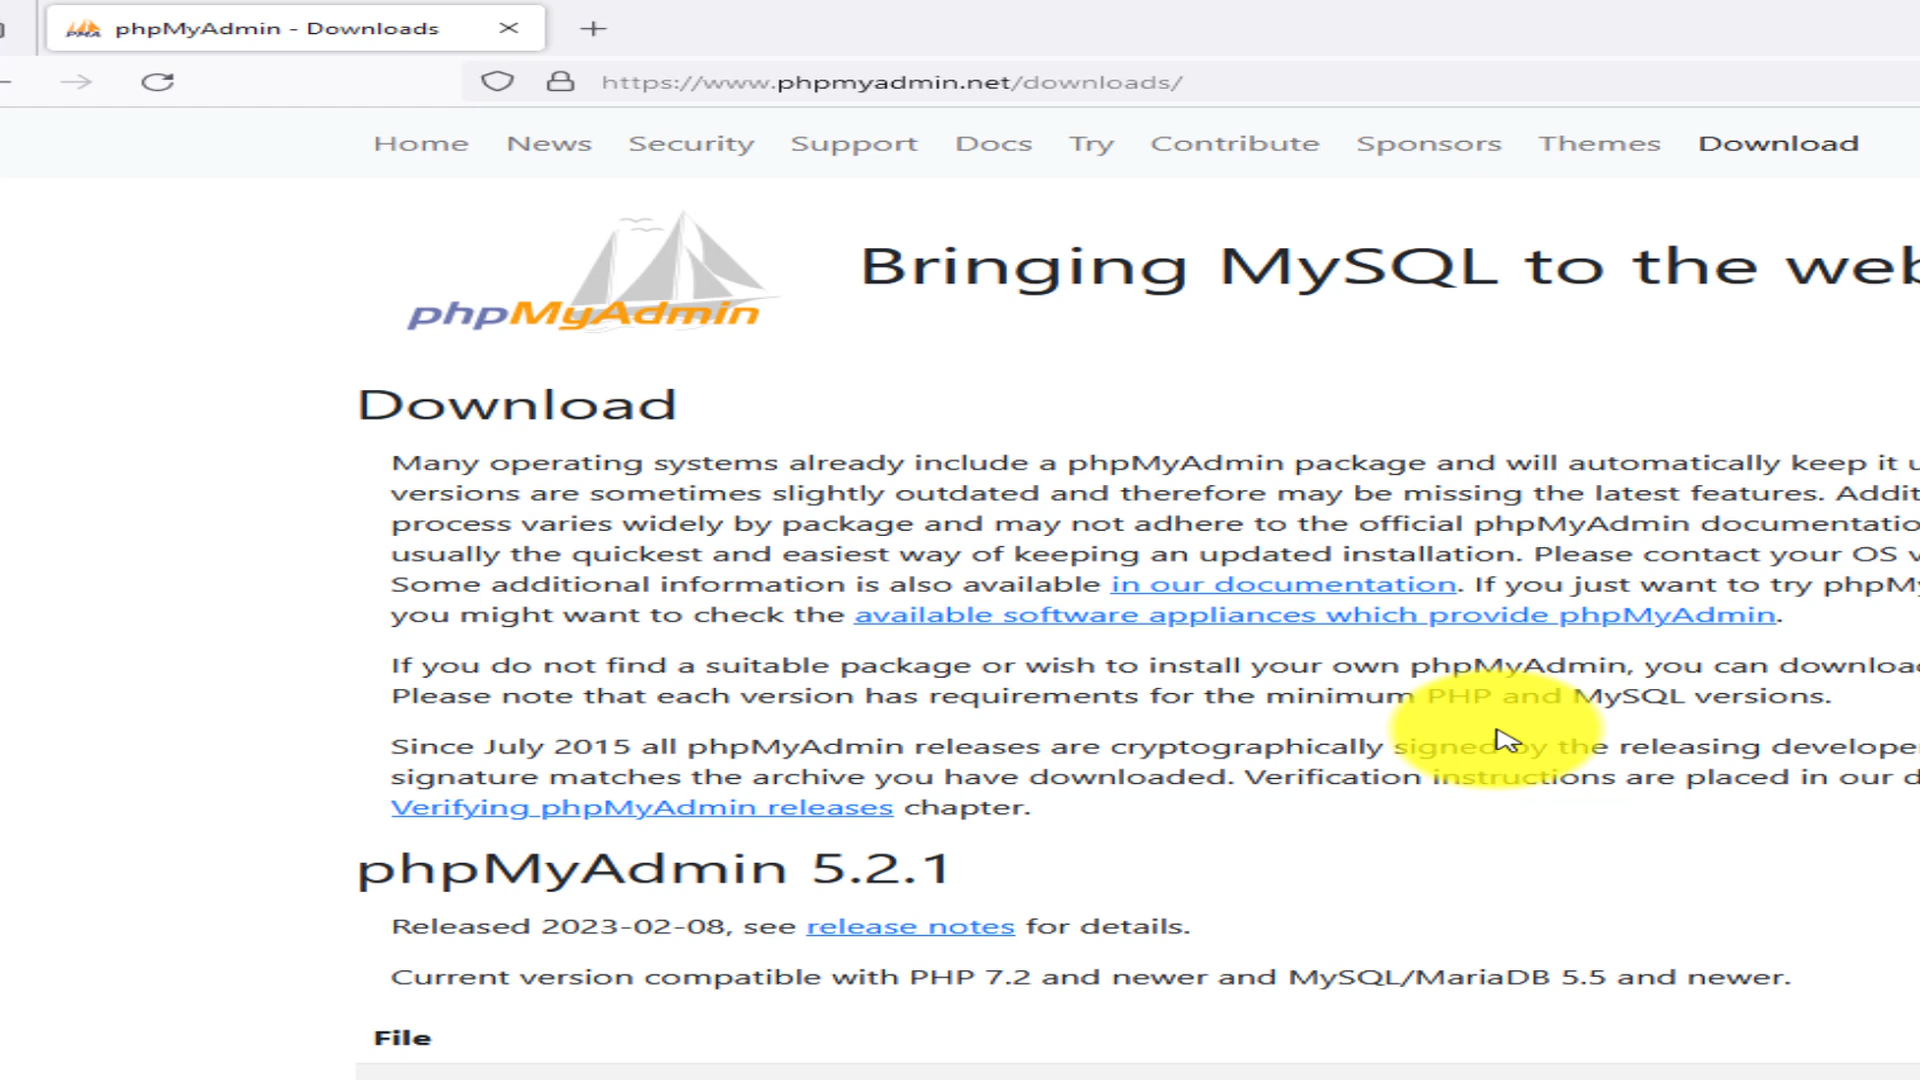 phpMyAdmin - Downloads
https://www.phpmyadmin.net/downloads/
Home News Security Support Docs Try Contribute Sponsors Themes Download
phpMyAdmin
Bringing MySQL to the web
Download
Many operating systems already include a phpMyAdmin package and will automatically keep it
versions are sometimes slightly outdated and therefore may be missing the latest features.
process varies widely by package and may not adhere to the official phpMyAdmin
usually the quickest and easiest way of keeping an updated installation. Please contact your OS
Some additional information is also available in our documentation. If you just want to try
you might want to check the available software appliances which provide phpMyAdmin.
If you do not find a suitable package or wish to install your own phpMyAdmin, you can
Please note that each version has requirements for the minimum PHP and MySQL versions.
Since July 2015 all phpMyAdmin releases are cryptographically signed by the releasing
signature matches the archive you have downloaded. Verification instructions are placed in our
Verifying phpMyAdmin releases chapter.
phpMyAdmin 5.2.1
Released 2023-02-08, see release notes for details.
Current version compatible with PHP 7.2 and newer and MySQL/MariaDB 5.5 and newer.
File